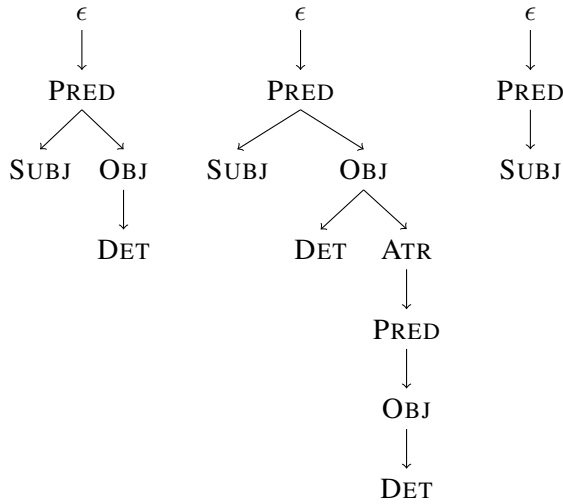 ϵ ϵ ϵ
PRED PRED PRED
SUBJ OBJ SUBJ OBJ SUBJ
DET DET ATR
PRED
OBJ
DET